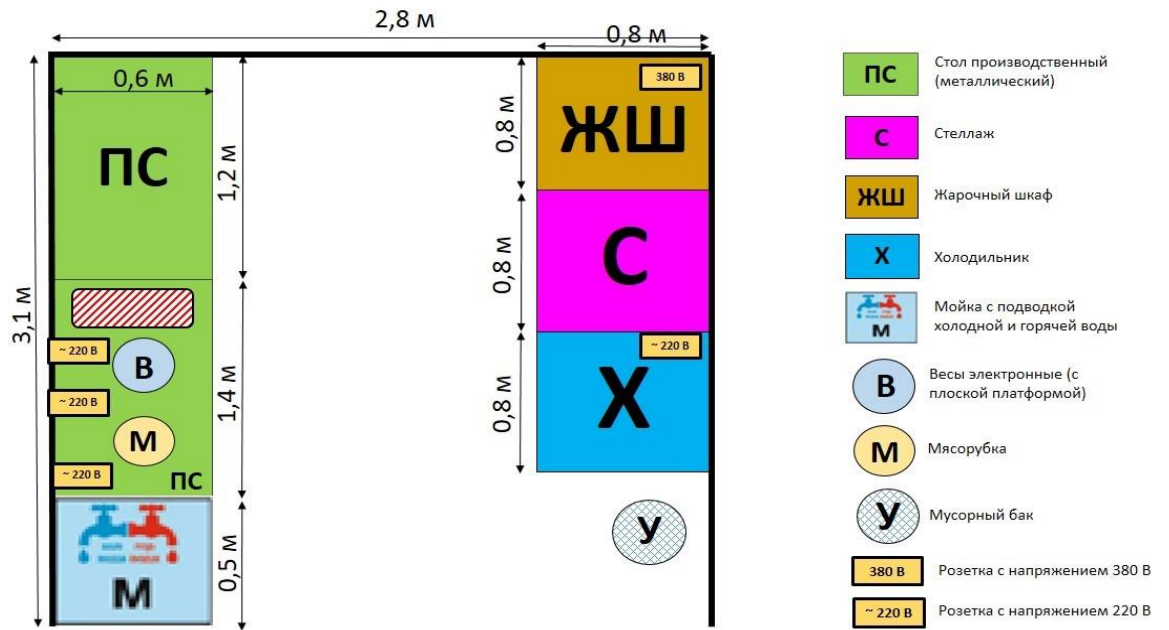 2,8 м
0,8 м
0,6 м
ПС
1,2 м
3,1 м
~ 220 В
В
~ 220 В
М
~ 220 В
ПС
1,4 м
М
0,5 м
380 В
ЖШ
0,8 м
С
0,8 м
~ 220 В
Х
0,8 м
У
ПС
Стол производственный
(металлический)
С
Стеллаж
ЖШ
Жарочный шкаф
Х
Холодильник
М
Мойка с подводкой
холодной и горячей воды
В
Весы электронные (с
плоской платформой)
М
Мясорубка
У
Мусорный бак
380 В
Розетка с напряжением 380 В
~ 220 В
Розетка с напряжением 220 В